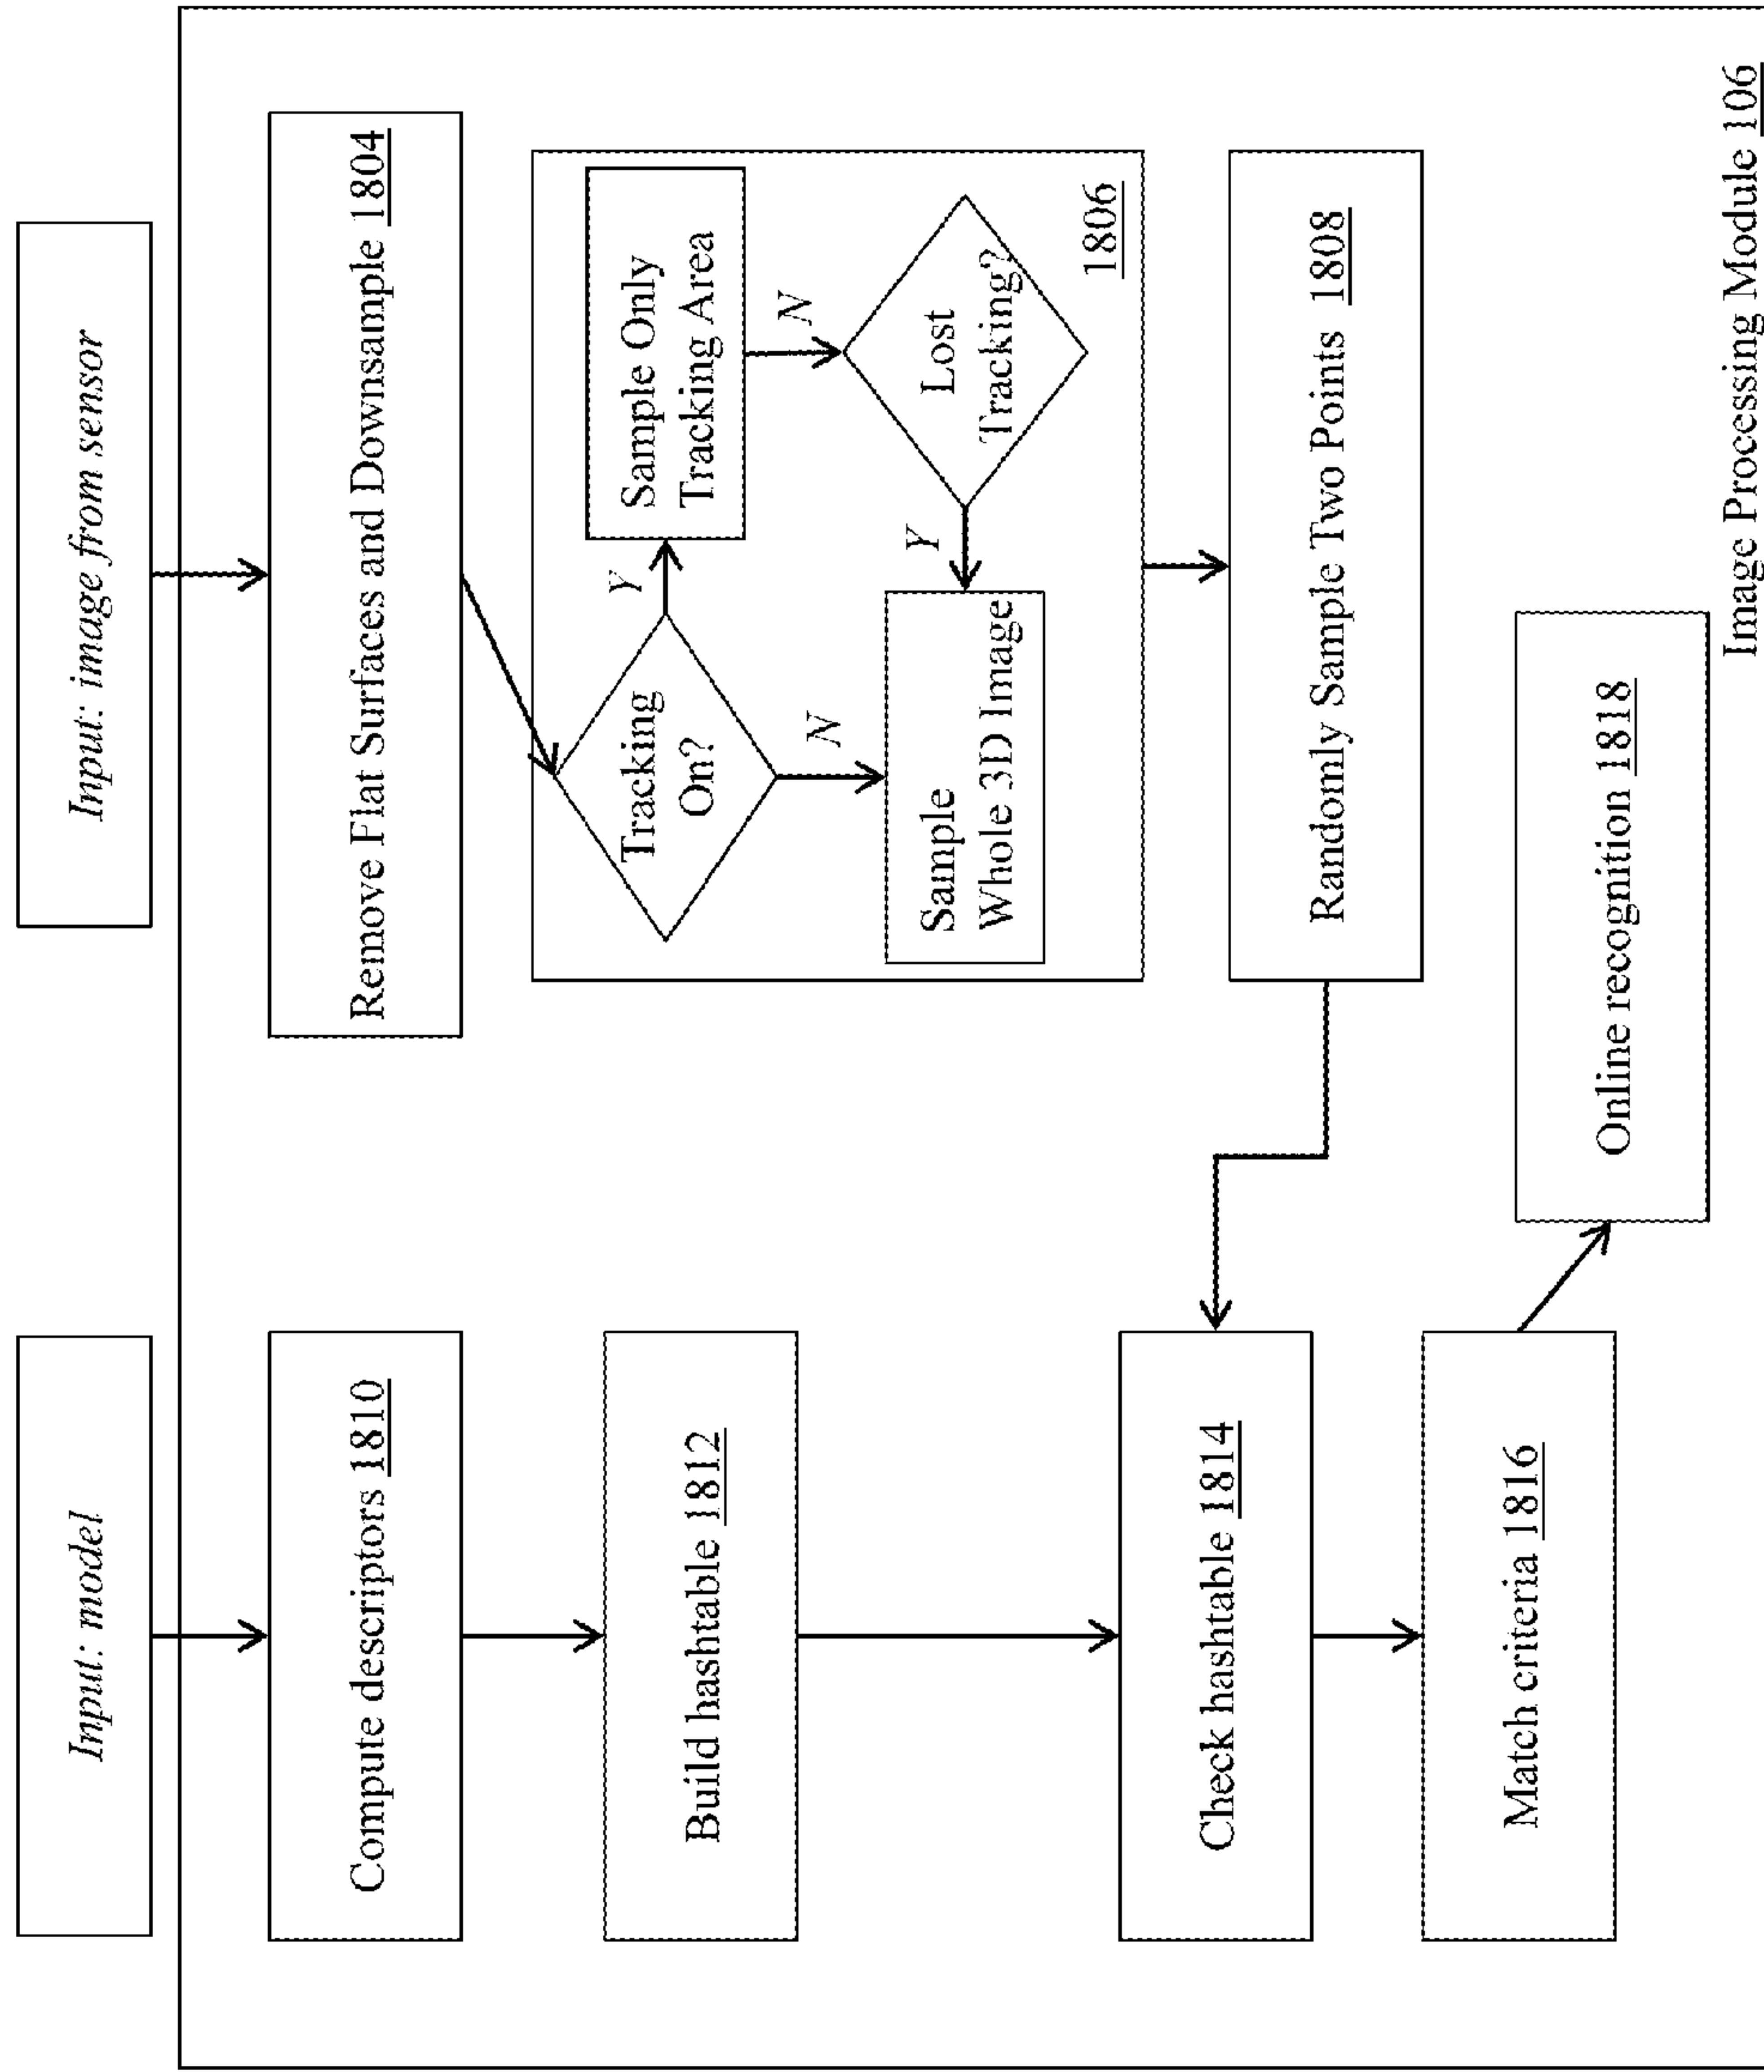 Input: model
Compute descriptors 1810
Build hashtable 1812
Check hashtable 1814
Match criteria 1816
Input: image from sensor
Remove Flat Surfaces and Downsample 1804
Tracking
On?
Y
N
Sample Only
Tracking Area
N
Lost
Tracking?
Y
Sample
Whole 3D Image
1806
Randomly Sample Two Points 1808
Online recognition 1818
Image Processing Module 106